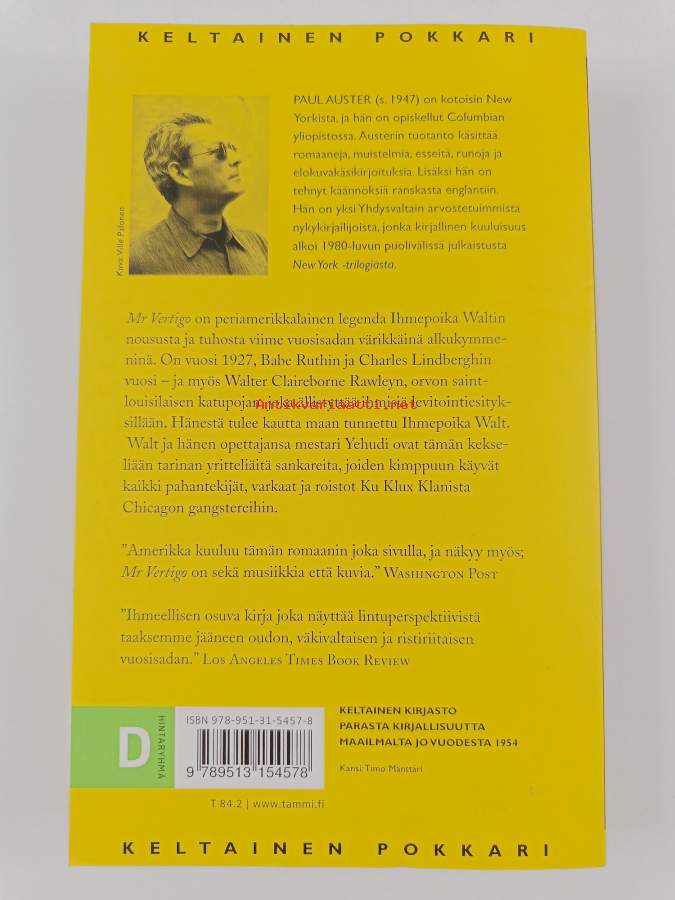 KELTAINEN POKKARI
Kuva: Ville Palonen
PAUL AUSTER (s. 1947) on kotoisin New
Yorkista, ja hän on opiskellut Columbian
yliopistossa. Austerin tuotanto käsittää
romaaneja, muistelmia, esseitä, runoja ja
elokuvakäsikirjoituksia. Lisäksi hän on
tehnyt käännöksiä ranskasta englantiin.
Hän on yksi Yhdysvaltain arvostetuimmista
nykykirjailijoista, jonka kirjallinen kuuluisuus
alkoi 1980-luvun puolivälissä julkaistusta
New York -trilogiasta.
Mr Vertigo on periamerikkalainen legenda Ihmepoika Waltin
noususta ja tuhosta viime vuosisadan värikkäinä alkukymme-
ninä. On vuosi 1927, Babe Ruthin ja Charles Lindberghin
vuosi – ja myös Walter Claireborne Rawleyn, orvon saint-
louisilaisen katupojan, joka ällistyttää ihmisiä levitointiesityk-
Antikvariaatti.net
sillään. Hänestä tulee kautta maan tunnettu Ihmepoika Walt.
Walt ja hänen opettajansa mestari Yehudi ovat tämän kekse-
liään tarinan yritteliäitä sankareita, joiden kimppuun käyvät
kaikki pahantekijät, varkaat ja roistot Ku Klux Klanista
Chicagon gangstereihin.
"Amerikka kuuluu tämän romaanin joka sivulla, ja näkyy myös;
Mr Vertigo on sekä musiikkia että kuvia." WASHINGTON POST
"Ihmeellisen osuva kirja joka näyttää lintuperspektiivistä
taaksemme jääneen oudon, väkivaltaisen ja ristiriitaisen
vuosisadan." LOS ANGELES TIMES BOOK REVIEW
D
HINTARYHMÄ
ISBN 978-951-31-5457-8
9 789513 154578
T 84.2 | www.tammi.fi
KELTAINEN KIRJASTO
PARASTA KIRJALLISUUTTA
MAAILMALTA JO VUODESTA 1954
Kansi: Timo Mänttäri
KELTAINEN POKKARI